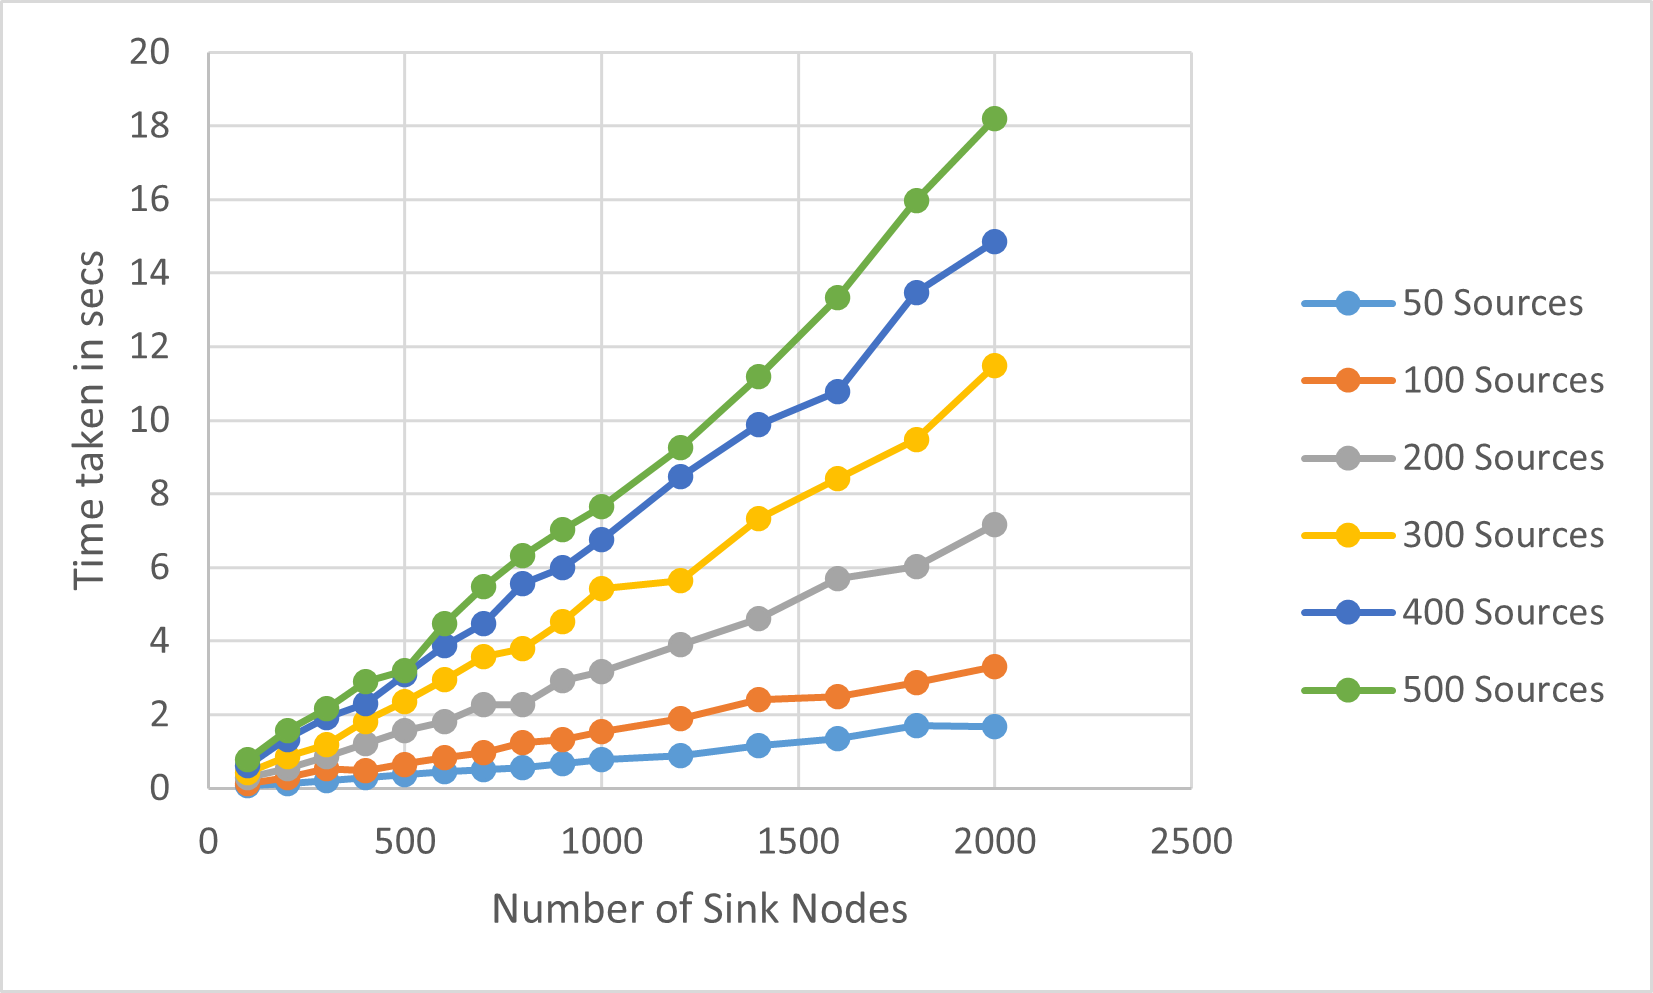 20
18
16
14
12
10
8
6
4
2
0
0 500 1000 1500 2000 2500
Time taken in secs
Number of Sink Nodes
50 Sources
100 Sources
200 Sources
300 Sources
400 Sources
500 Sources